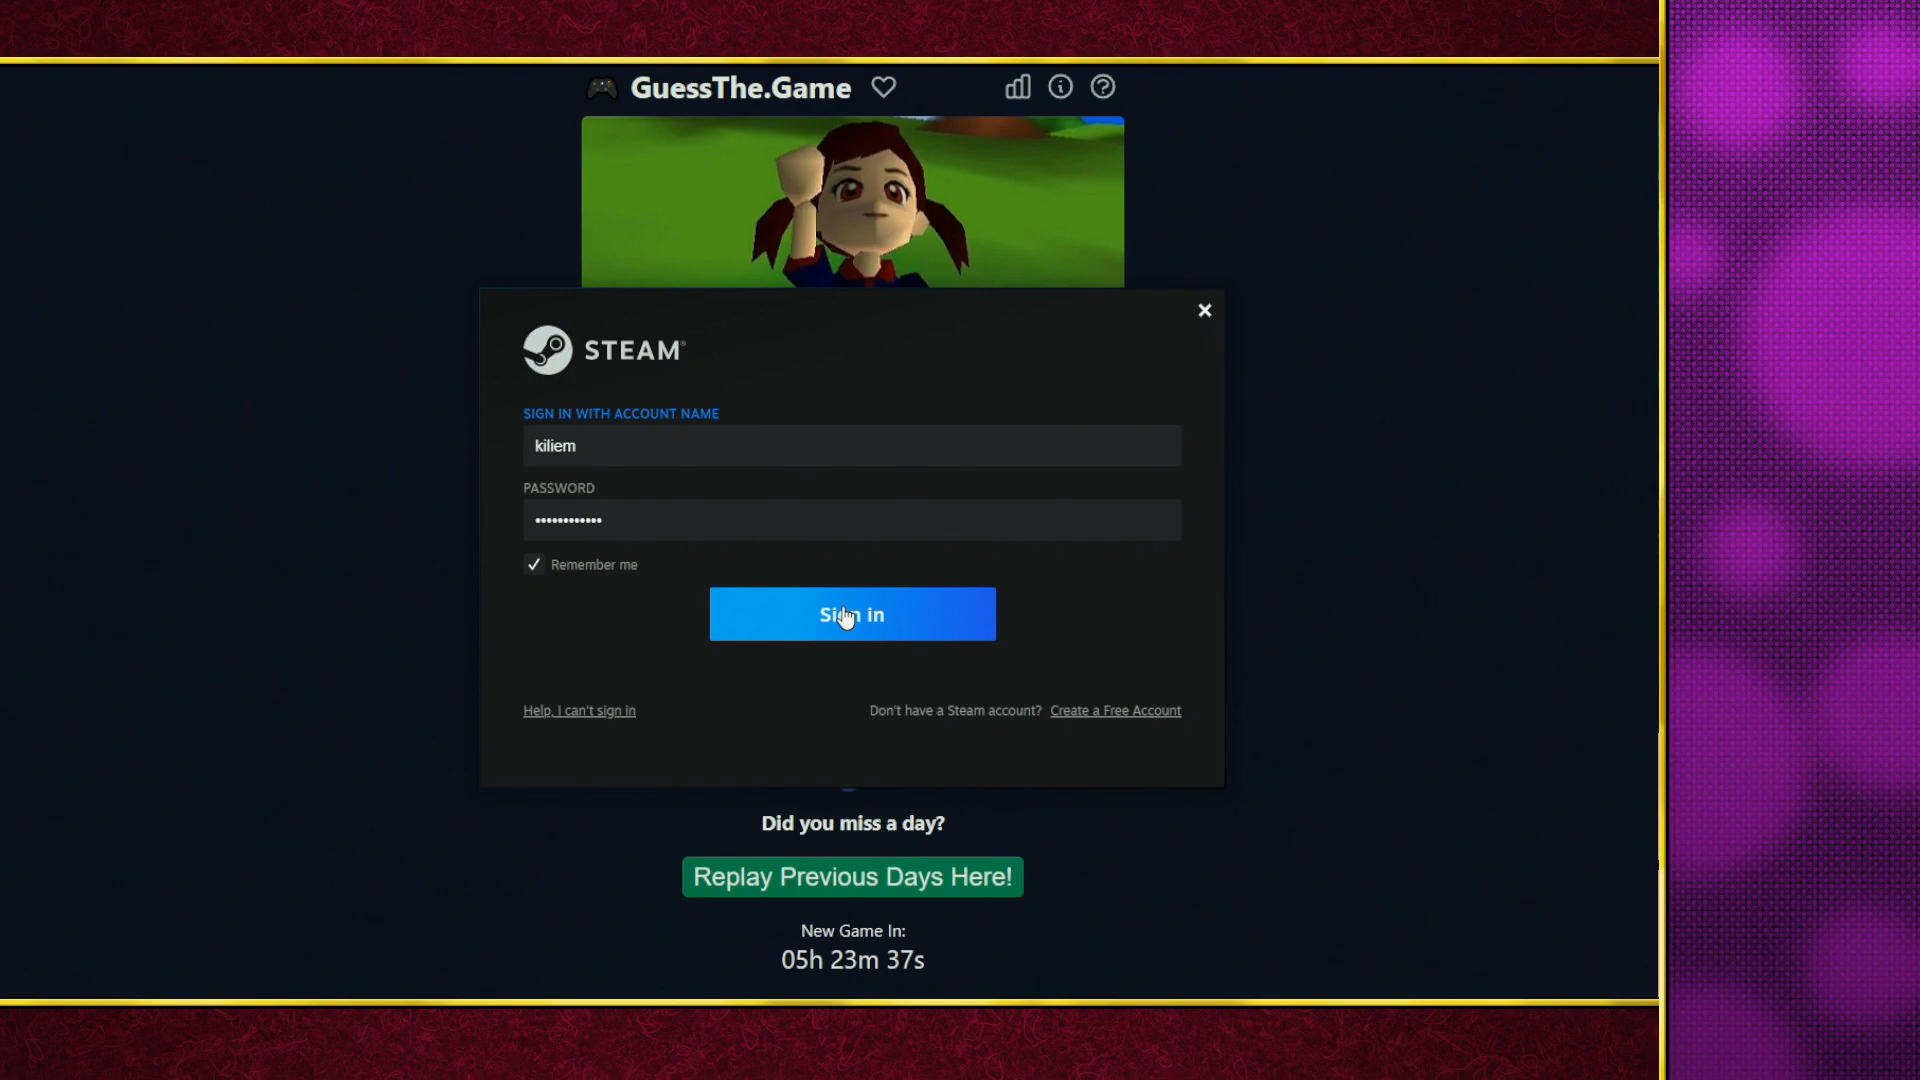 GuessThe.Game
STEAM
SIGN IN WITH ACCOUNT NAME
kiliem
PASSWORD
••••••••••••
Remember me
Sign in
Help, I can't sign in
Don't have a Steam account? Create a Free Account
Did you miss a day?
Replay Previous Days Here!
New Game In:
05h 23m 37s